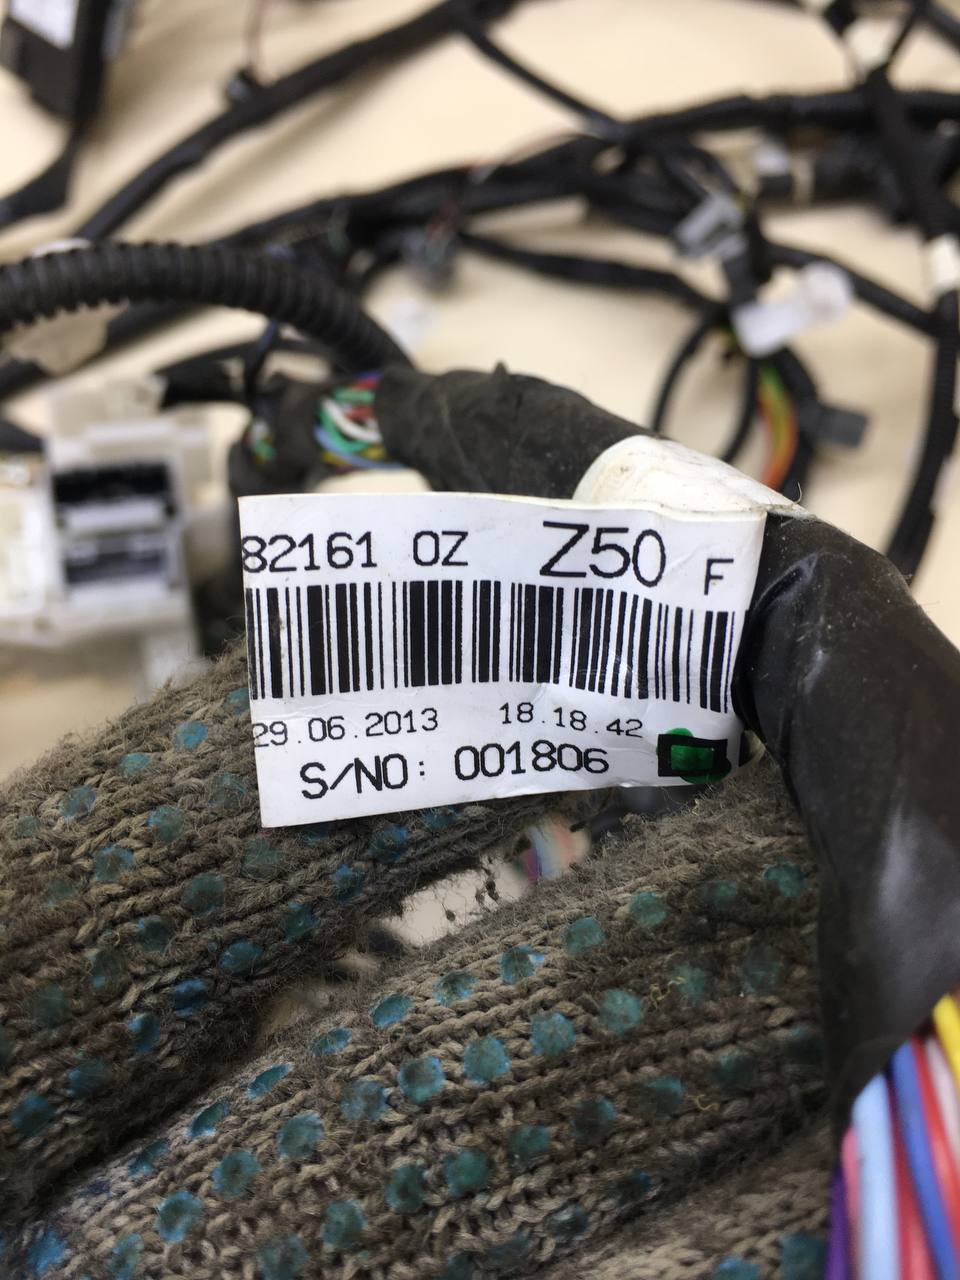 82161 0Z Z50 F
29.06.2013 18.18.42
S/NO: 001806